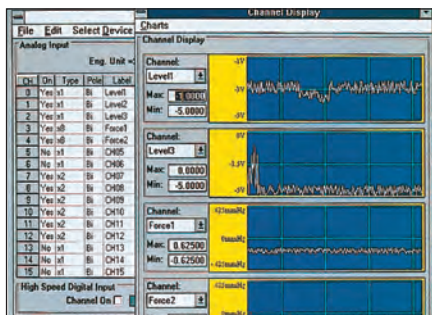 Channel Display
File Edit Select Device
Charts
Analog Input
Eng. Unit =
CH On Type Pole Label
0 Yes x1 Bi Level1
1 Yes x1 Bi Level2
2 Yes x1 Bi Level3
3 Yes x8 Bi Force1
4 Yes x8 Bi Force2
5 No x1 Bi CH05
6 No x1 Bi CH06
7 Yes x2 Bi CH07
8 Yes x2 Bi CH08
9 Yes x2 Bi CH09
10 Yes x2 Bi CH10
11 Yes x2 Bi CH11
12 Yes x2 Bi CH12
13 No x1 Bi CH13
14 No x1 Bi CH14
15 No x1 Bi CH15
High Speed Digital Input
Channel On
Channel Display
Channel:
Level1
Max:
Min: -5.0000
-3V
-5V
Channel:
Level3
Max: 0.0000
Min: -5.0000
0V
-5V
Channel:
Force1
Max: 0.62500
Min: -0.62500
Channel:
Force2